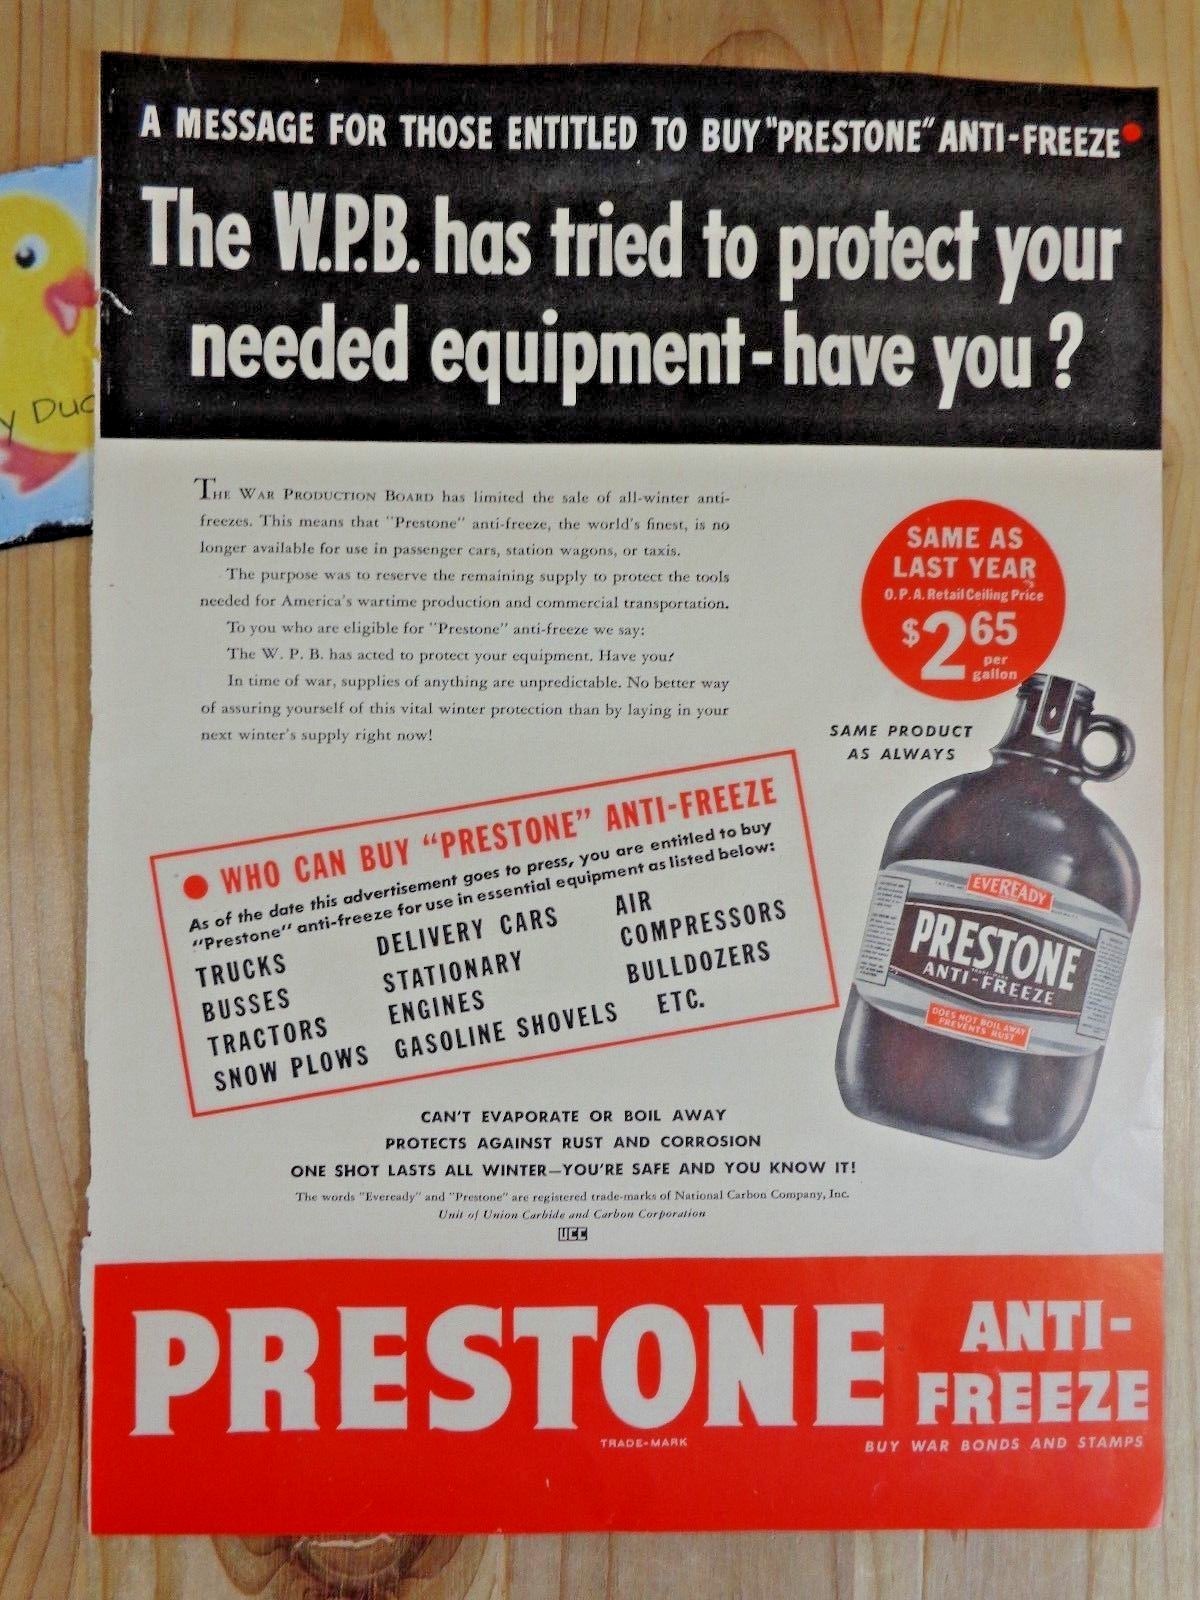 A MESSAGE FOR THOSE ENTITLED TO BUY "PRESTONE" ANTI-FREEZE
The W.P.B. has tried to protect your
needed equipment - have you?
y Duc
THE WAR PRODUCTION BOARD has limited the sale of all-winter anti-
freezes. This means that "Prestone" anti-freeze, the world's finest, is no
longer available for use in passenger cars, station wagons, or taxis.
The purpose was to reserve the remaining supply to protect the tools
needed for America's wartime production and commercial transportation.
To you who are eligible for "Prestone" anti-freeze we say:
The W. P. B. has acted to protect your equipment. Have you?
In time of war, supplies of anything are unpredictable. No better way
of assuring yourself of this vital winter protection than by laying in your
next winter's supply right now!
SAME AS
LAST YEAR
O.P.A. Retail Ceiling Price
$2 65
per
gallon
SAME PRODUCT
AS ALWAYS
WHO CAN BUY "PRESTONE" ANTI-FREEZE
As of the date this advertisement goes to press, you are entitled to buy
"Prestone" anti-freeze for use in essential equipment as listed below:
TRUCKS
BUSSES
TRACTORS
SNOW PLOWS
DELIVERY CARS
STATIONARY
ENGINES
GASOLINE SHOVELS
AIR
COMPRESSORS
BULLDOZERS
ETC.
EVEREADY
PRESTONE
ANTI-FREEZE
DOES NOT BOIL AWAY
PREVENTS RUST
CAN'T EVAPORATE OR BOIL AWAY
PROTECTS AGAINST RUST AND CORROSION
ONE SHOT LASTS ALL WINTER—YOU'RE SAFE AND YOU KNOW IT!
The words "Eveready" and "Prestone" are registered trade-marks of National Carbon Company, Inc.
Unit of Union Carbide and Carbon Corporation
UCC
PRESTONE
ANTI-
FREEZE
TRADE-MARK
BUY WAR BONDS AND STAMPS